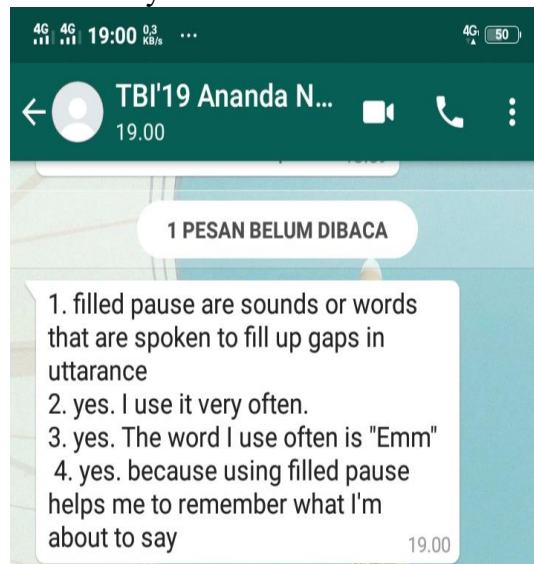 4G 4G 19:00 0,3 KB/s ... 4G 50
TBI'19 Ananda N...
19.00
1 PESAN BELUM DIBACA
1. filled pause are sounds or words
that are spoken to fill up gaps in
uttarance
2. yes. I use it very often.
3. yes. The word I use often is "Emm"
4. yes. because using filled pause
helps me to remember what I'm
about to say
19.00